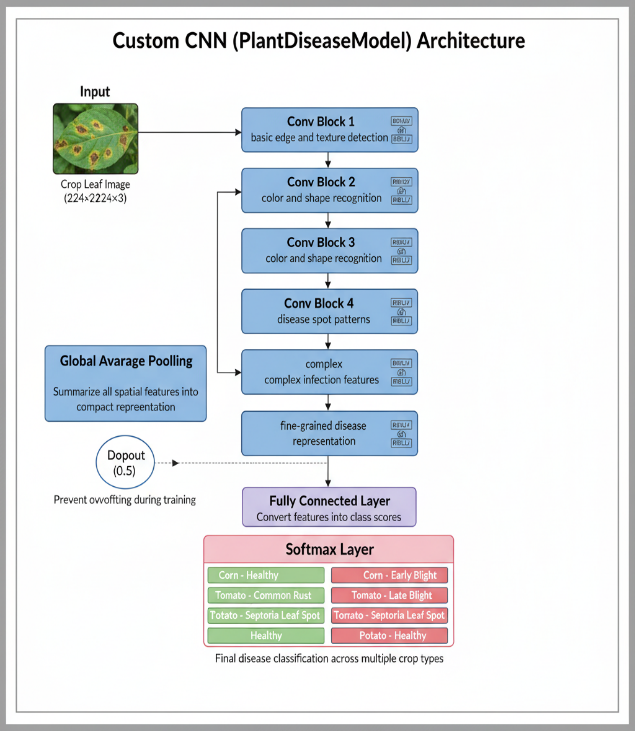 Custom CNN (PlantDiseaseModel) Architecture
Input
Crop Leaf Image
(224×2224×3)
Conv Block 1
basic edge and texture detection
Conv Block 2
color and shape recognition
Conv Block 3
color and shape recognition
Conv Block 4
disease spot patterns
complex
complex infection features
fine-grained disease
representation
Global Avarage Poolling
Summarize all spatial features into
compact repreentation
Dopout
(0.5)
Prevent ovvoftting during training
Fully Connected Layer
Convert features into class scores
Softmax Layer
Corn - Healthy
Corn - Early Blight
Tomato - Common Rust
Tomato - Late Blight
Totato - Septoria Leaf Spot
Tomato - Septoria Leaf Spot
Healthy
Potato - Healthy
Final disease classification across multiple crop types